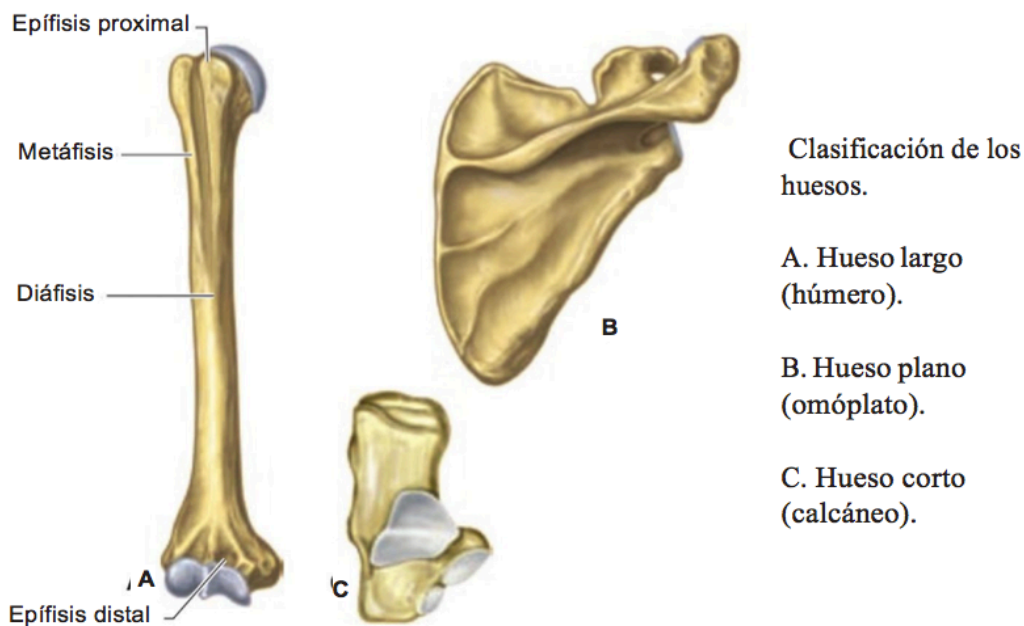 Epífisis proximal
Metáfisis
Diáfisis
Epífisis distal
A
B
C
Clasificación de los
huesos.
A. Hueso largo
(húmero).
B. Hueso plano
(omóplato).
C. Hueso corto
(calcáneo).